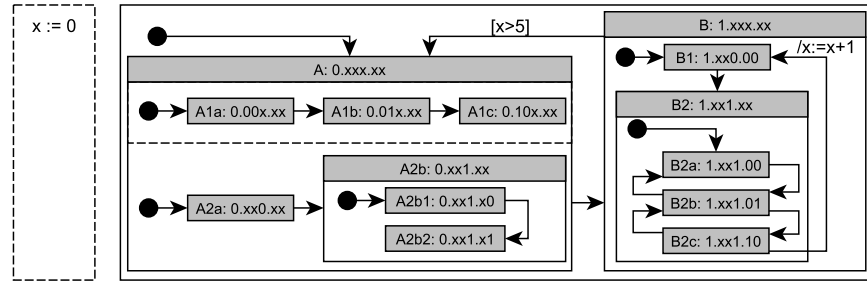 x := 0
[x>5]
B: 1.xxx.xx
/x:=x+1
B1: 1.xx0.00
A: 0.xxx.xx
B2: 1.xx1.xx
A1a: 0.00x.xx
A1b: 0.01x.xx
A1c: 0.10x.xx
A2b: 0.xx1.xx
B2a: 1.xx1.00
A2a: 0.xx0.xx
A2b1: 0.xx1.x0
B2b: 1.xx1.01
A2b2: 0.xx1.x1
B2c: 1.xx1.10